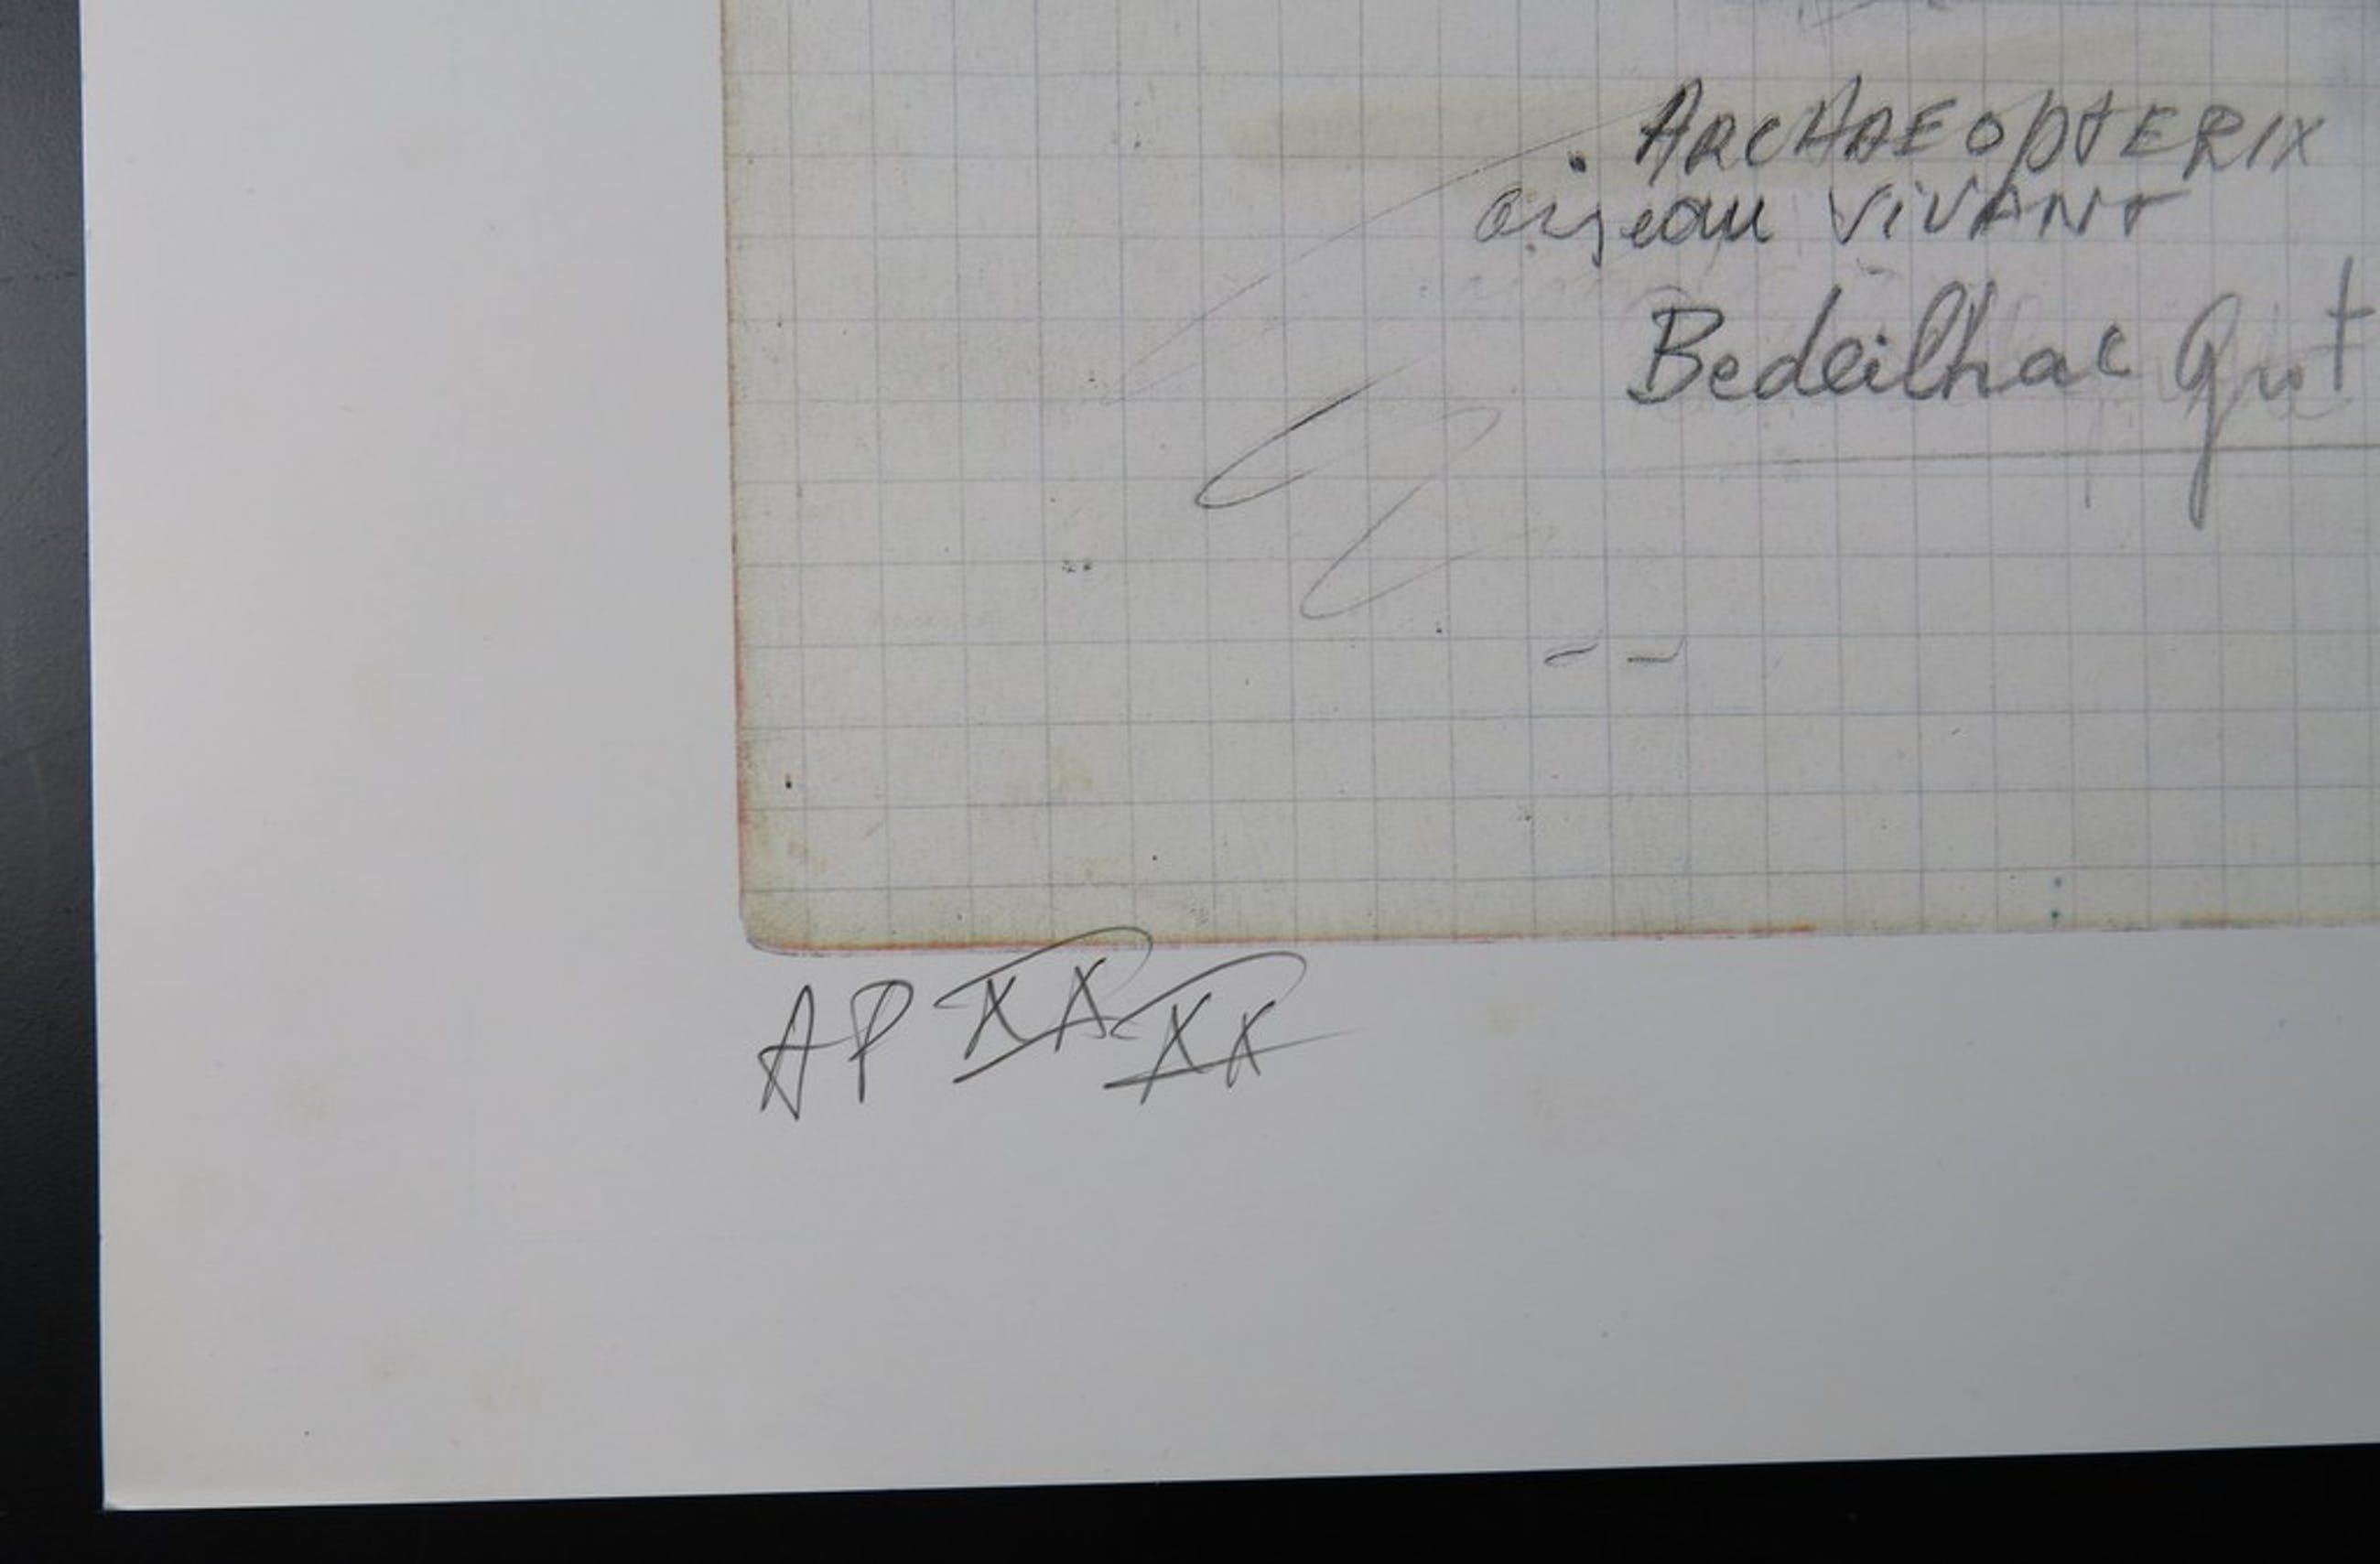 ARCHAEOPTERIX
oiseau ViVANT
Bedeilhac
AP XX XX